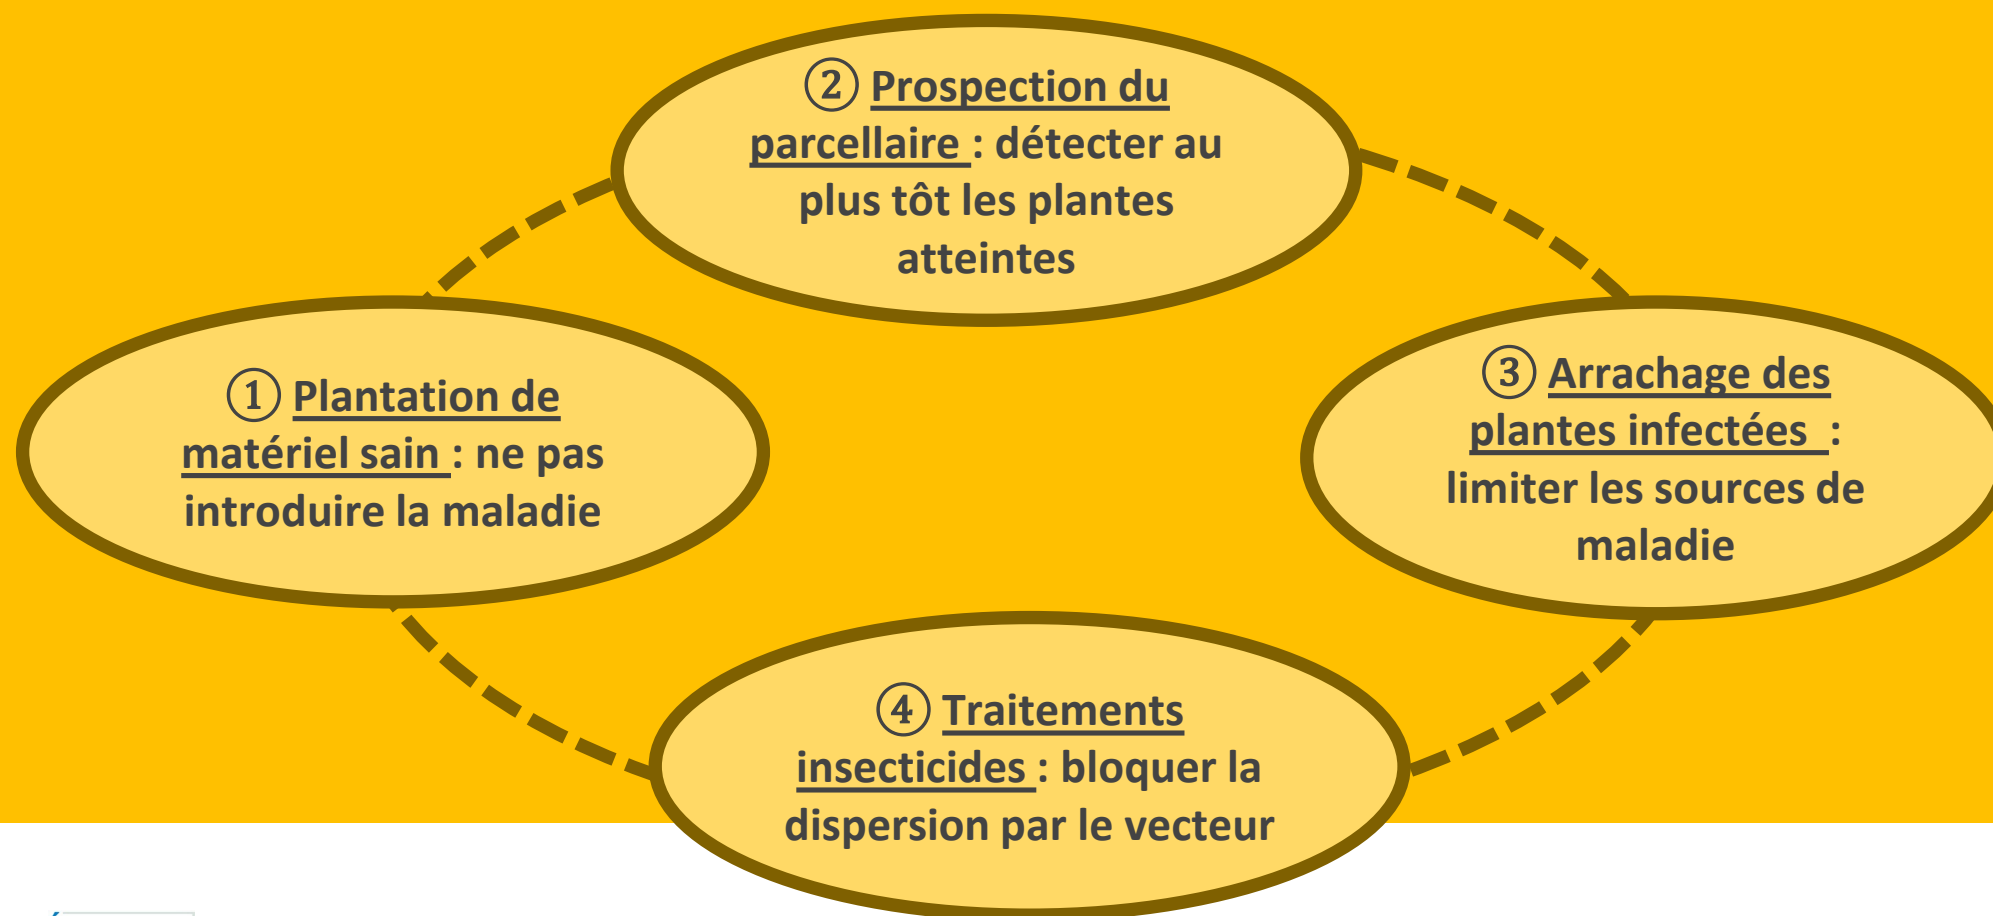 ① Plantation de
matériel sain : ne pas
introduire la maladie
② Prospection du
parcellaire : détecter au
plus tôt les plantes
atteintes
③ Arrachage des
plantes infectées :
limiter les sources de
maladie
④ Traitements
insecticides : bloquer la
dispersion par le vecteur